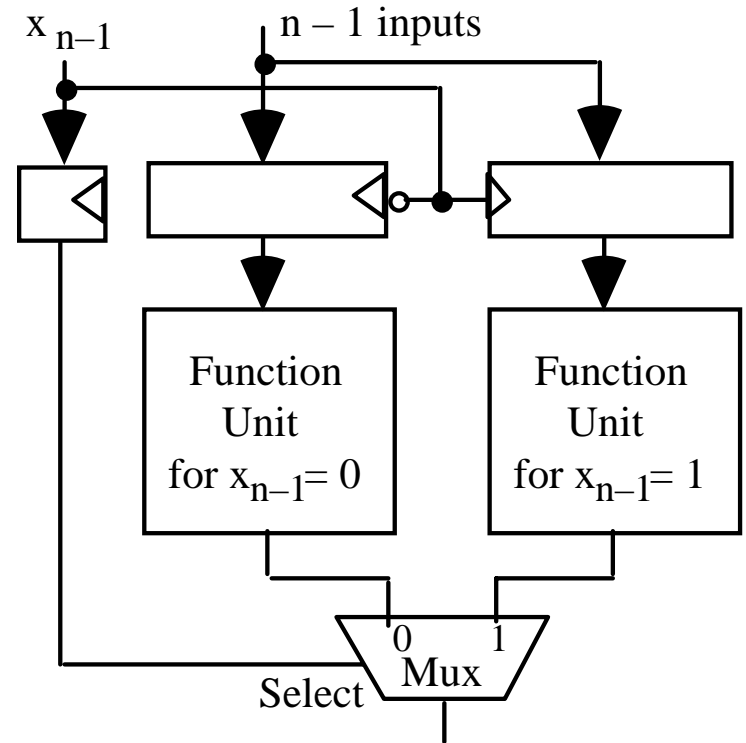 x n–1
n – 1 inputs
Function
Unit
for xn–1= 0
Function
Unit
for xn–1= 1
0
1
Mux
Select